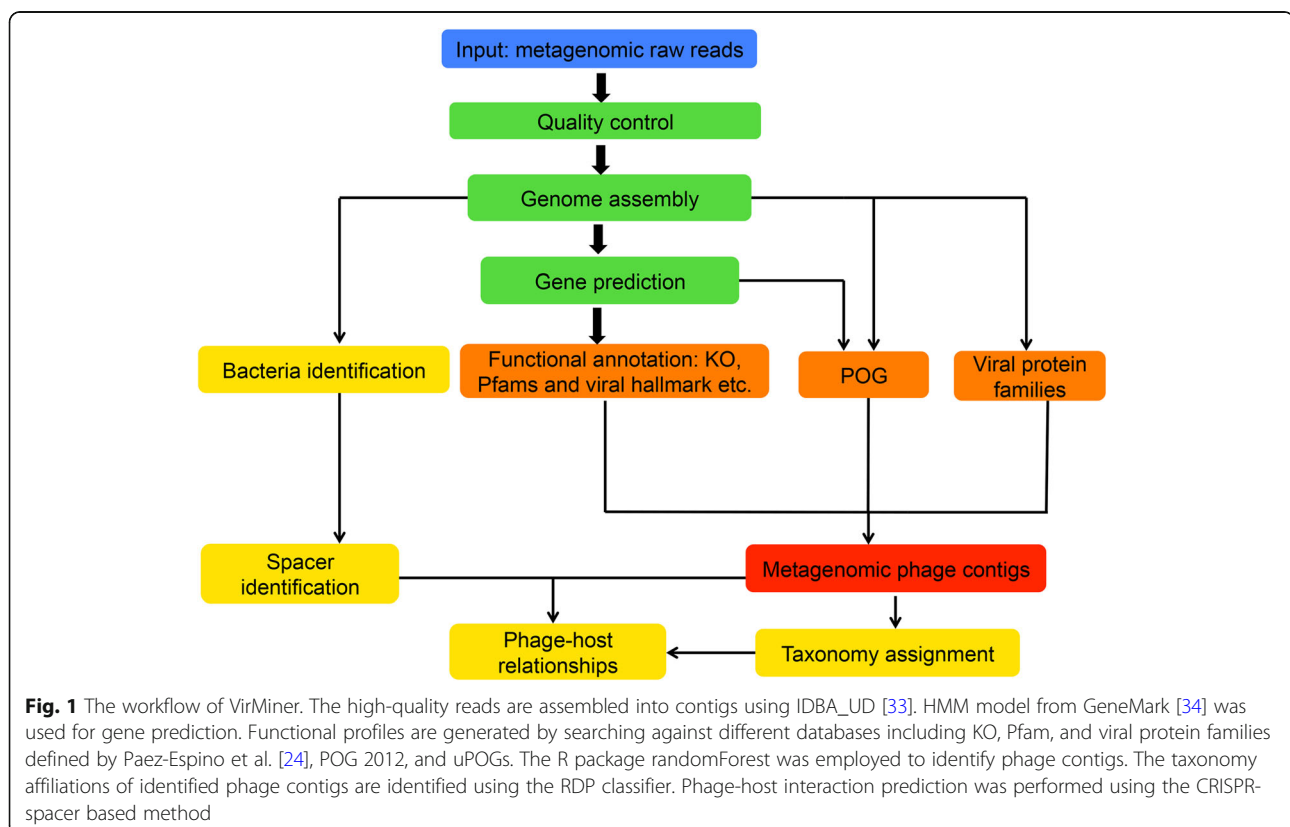 Input: metagenomic raw reads
Quality control
Genome assembly
Gene prediction
Bacteria identification
Functional annotation: KO,
Pfams and viral hallmark etc.
POG
Viral protein
families
Spacer
identification
Metagenomic phage contigs
Phage-host
relationships
Taxonomy assignment
Fig. 1 The workflow of VirMiner. The high-quality reads are assembled into contigs using IDBA_UD [33]. HMM model from GeneMark [34] was
used for gene prediction. Functional profiles are generated by searching against different databases including KO, Pfam, and viral protein families
defined by Paez-Espino et al. [24], POG 2012, and uPOGs. The R package randomForest was employed to identify phage contigs. The taxonomy
affiliations of identified phage contigs are identified using the RDP classifier. Phage-host interaction prediction was performed using the CRISPR-
spacer based method